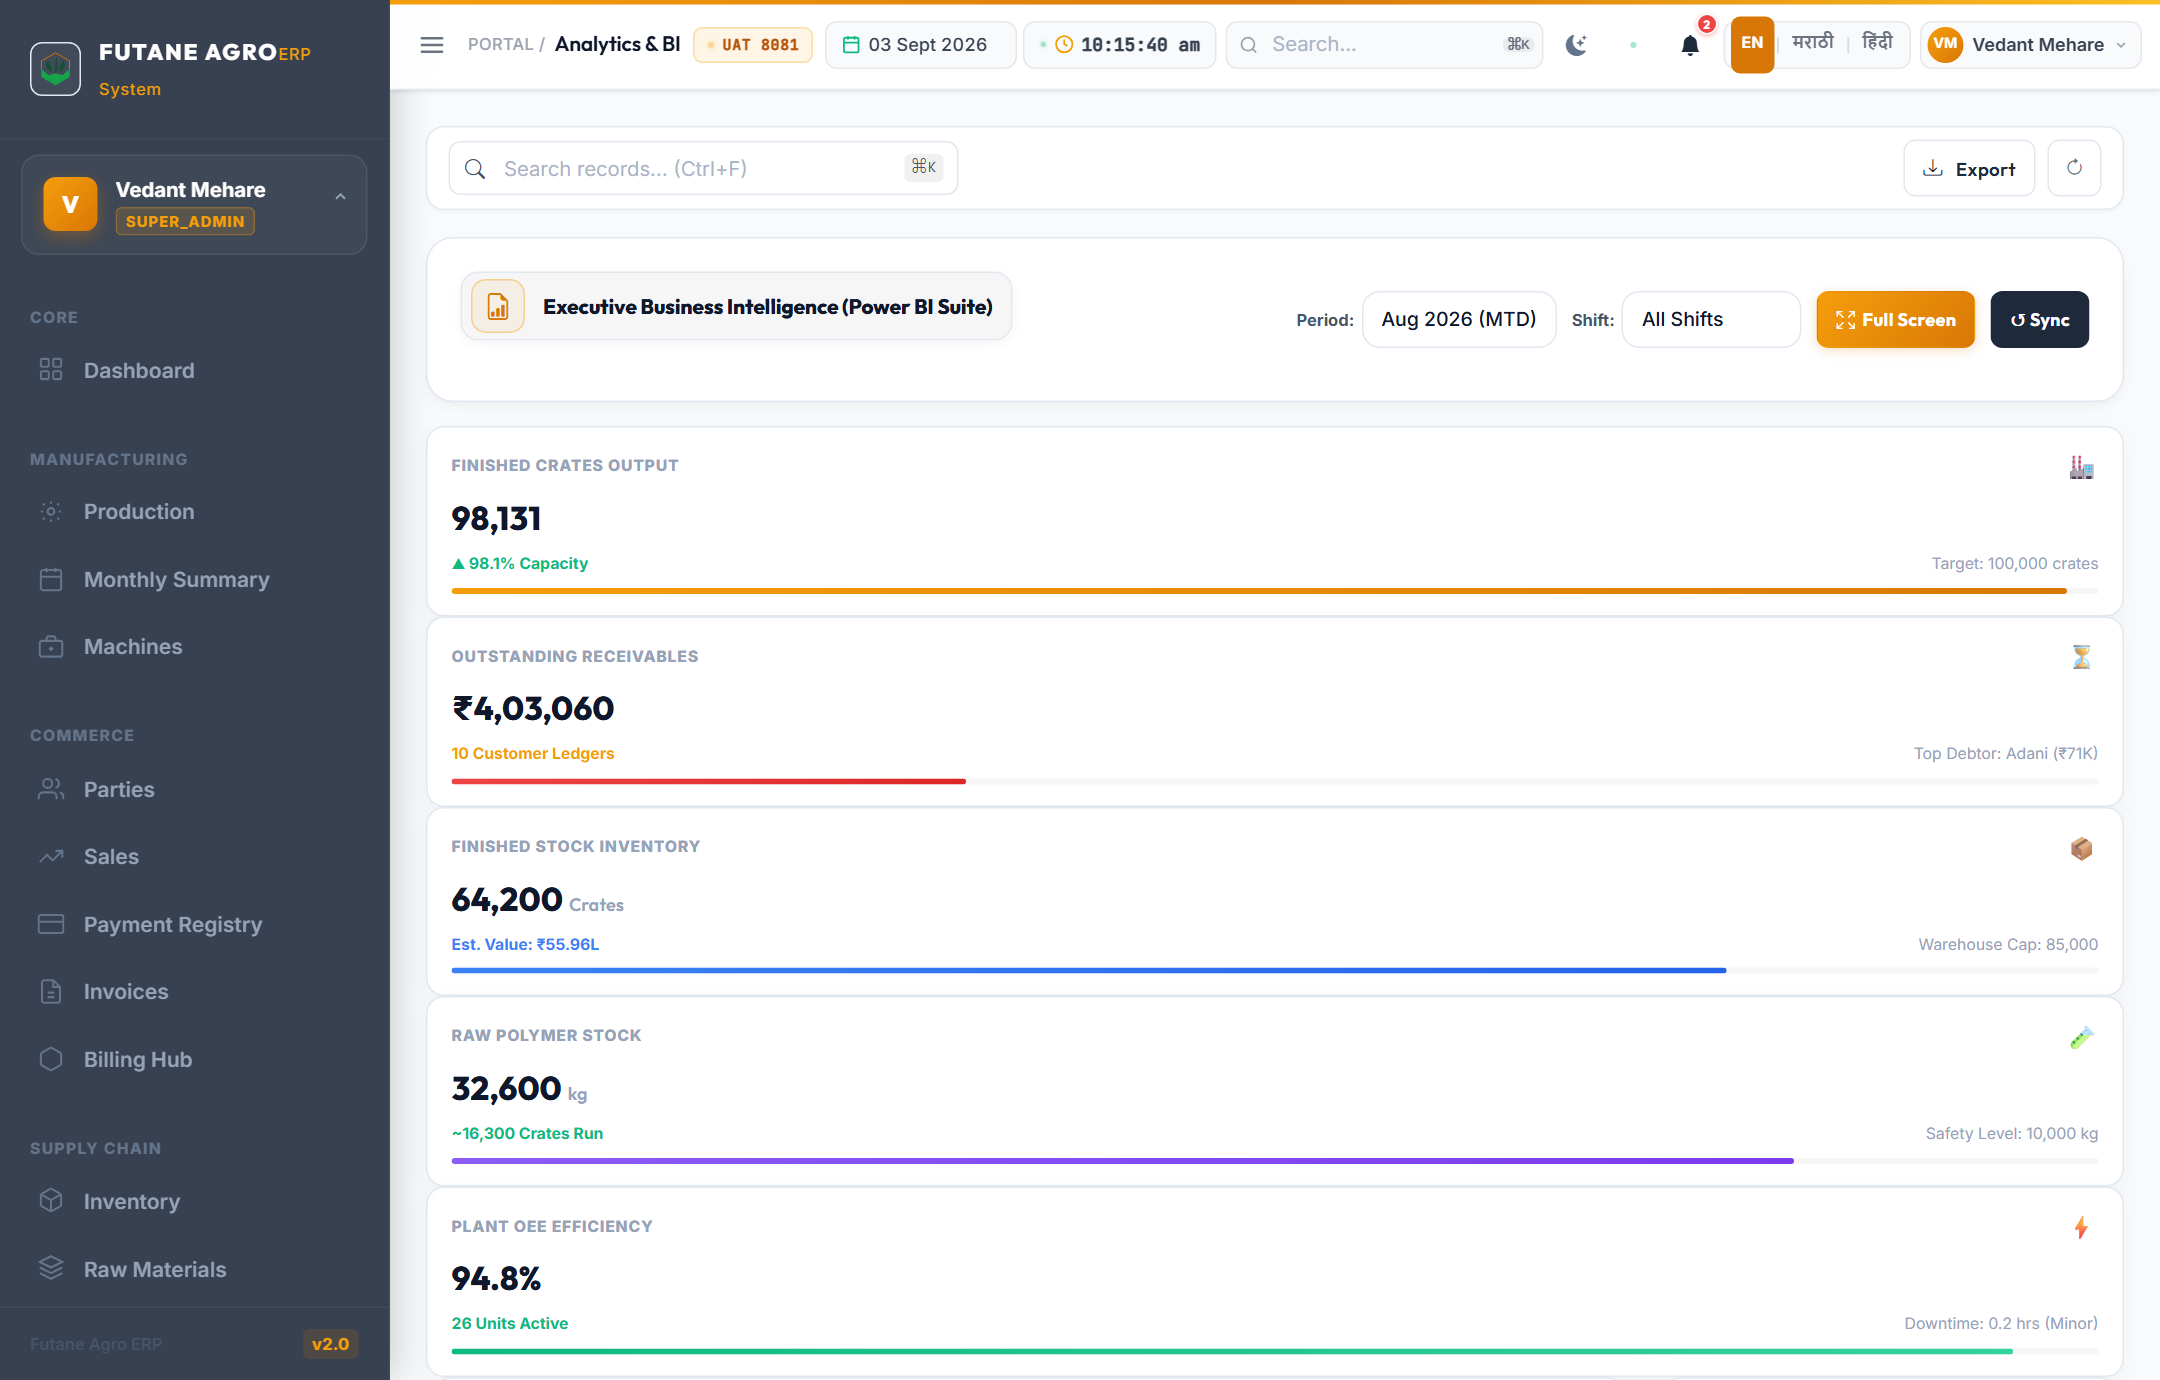 FUTANE AGRO ERP
System
V
Vedant Mehare
SUPER_ADMIN
CORE
Dashboard
MANUFACTURING
Production
Monthly Summary
Machines
COMMERCE
Parties
Sales
Payment Registry
Invoices
Billing Hub
SUPPLY CHAIN
Inventory
Raw Materials
Futane Agro ERP
v2.0
PORTAL / Analytics & BI
UAT 8081
03 Sept 2026
10:15:40 am
Search...
⌘K
2
EN | मराठी | हिंदी
VM
Vedant Mehare
Search records... (Ctrl+F)
⌘K
Export
Executive Business Intelligence (Power BI Suite)
Period: Aug 2026 (MTD)
Shift: All Shifts
Full Screen
↺ Sync
FINISHED CRATES OUTPUT
98,131
▲ 98.1% Capacity
Target: 100,000 crates
OUTSTANDING RECEIVABLES
₹4,03,060
10 Customer Ledgers
Top Debtor: Adani (₹71K)
FINISHED STOCK INVENTORY
64,200 Crates
Est. Value: ₹55.96L
Warehouse Cap: 85,000
RAW POLYMER STOCK
32,600 kg
~16,300 Crates Run
Safety Level: 10,000 kg
PLANT OEE EFFICIENCY
94.8%
26 Units Active
Downtime: 0.2 hrs (Minor)